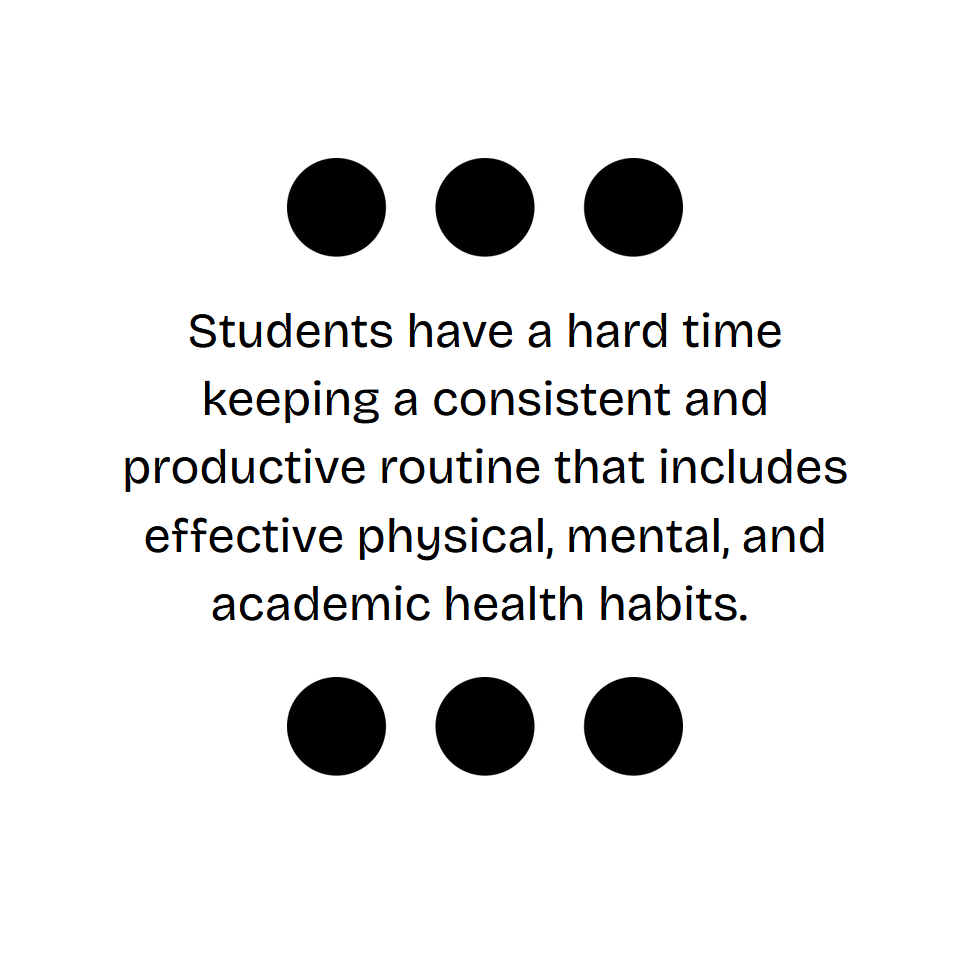 Students have a hard time
keeping a consistent and
productive routine that includes
effective physical, mental, and
academic health habits.